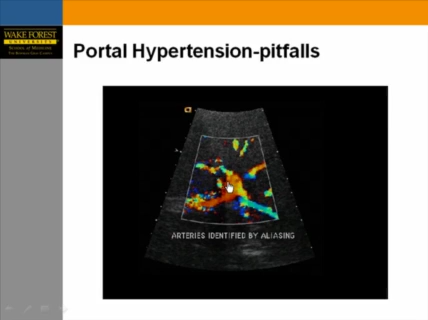 WAKE FOREST
UNIVERSITY
School of Medicine
Portal Hypertension-pitfalls
ARTERIES IDENTIFIED BY ALIASING